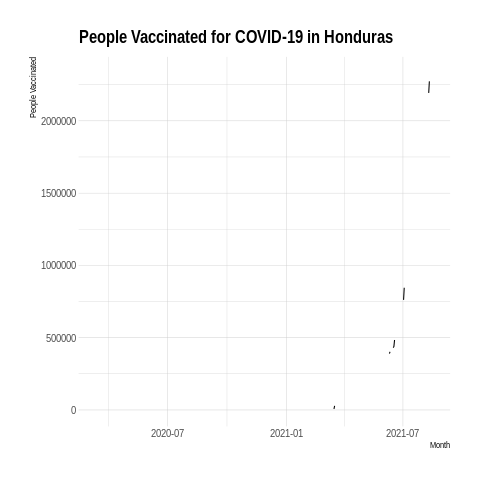 People Vaccinated for COVID-19 in Honduras
People Vaccinated
2000000
1500000
1000000
500000
0
2020-07
2021-01
2021-07
Month